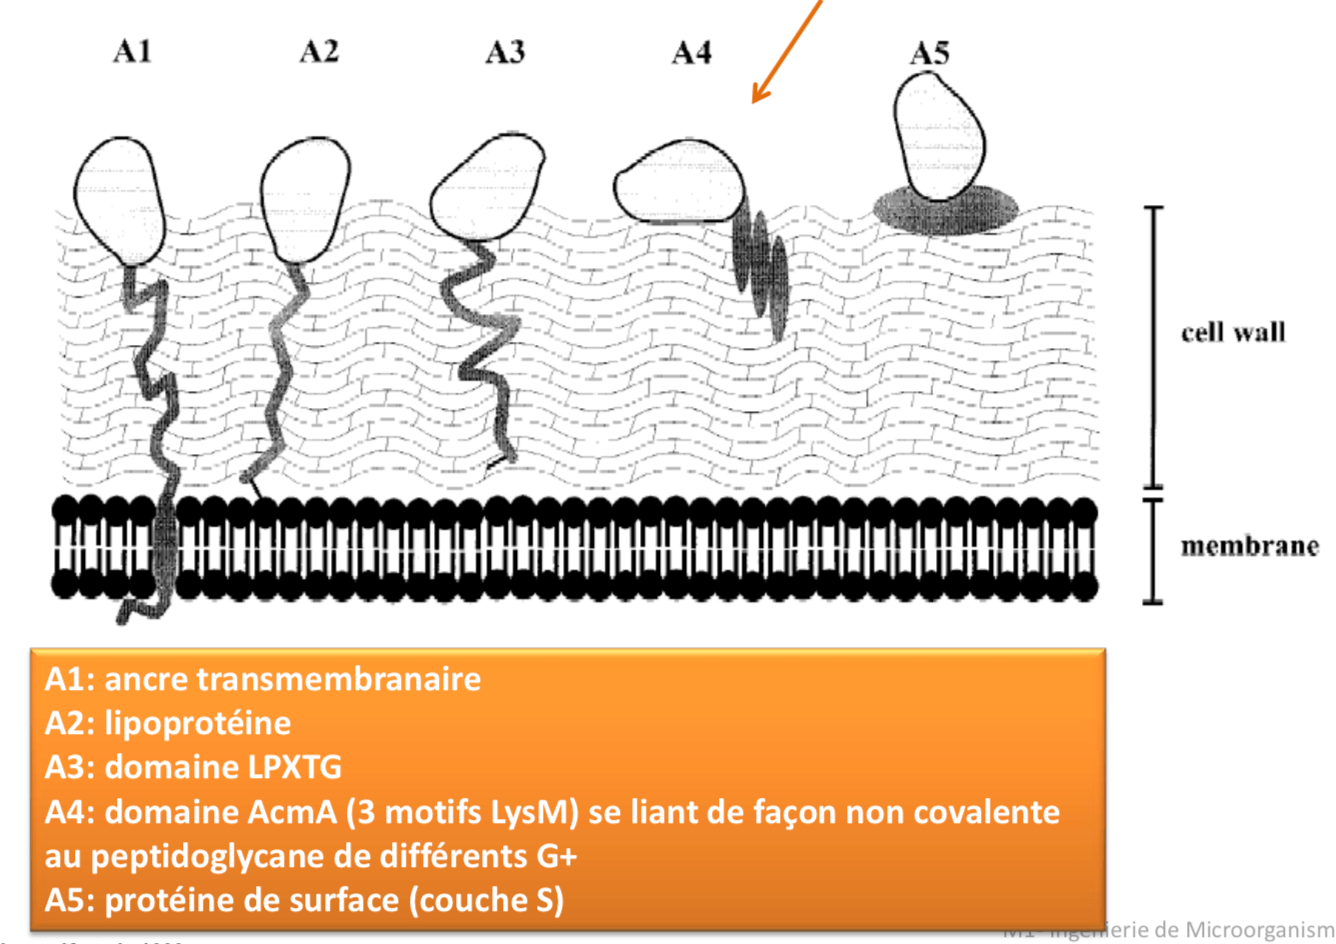 A1 A2 A3 A4 A5
cell wall
membrane
A1: ancre transmembranaire
A2: lipoprotéine
A3: domaine LPXTG
A4: domaine AcmA (3 motifs LysM) se liant de façon non covalente
au peptidoglycane de différents G+
A5: protéine de surface (couche S)
de Microorganism